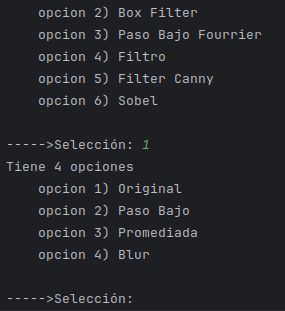 opcion 2) Box Filter
opcion 3) Paso Bajo Fourrier
opcion 4) Filtro
opcion 5) Filter Canny
opcion 6) Sobel
----->Selección: 1
Tiene 4 opciones
opcion 1) Original
opcion 2) Paso Bajo
opcion 3) Promediada
opcion 4) Blur
----->Selección: